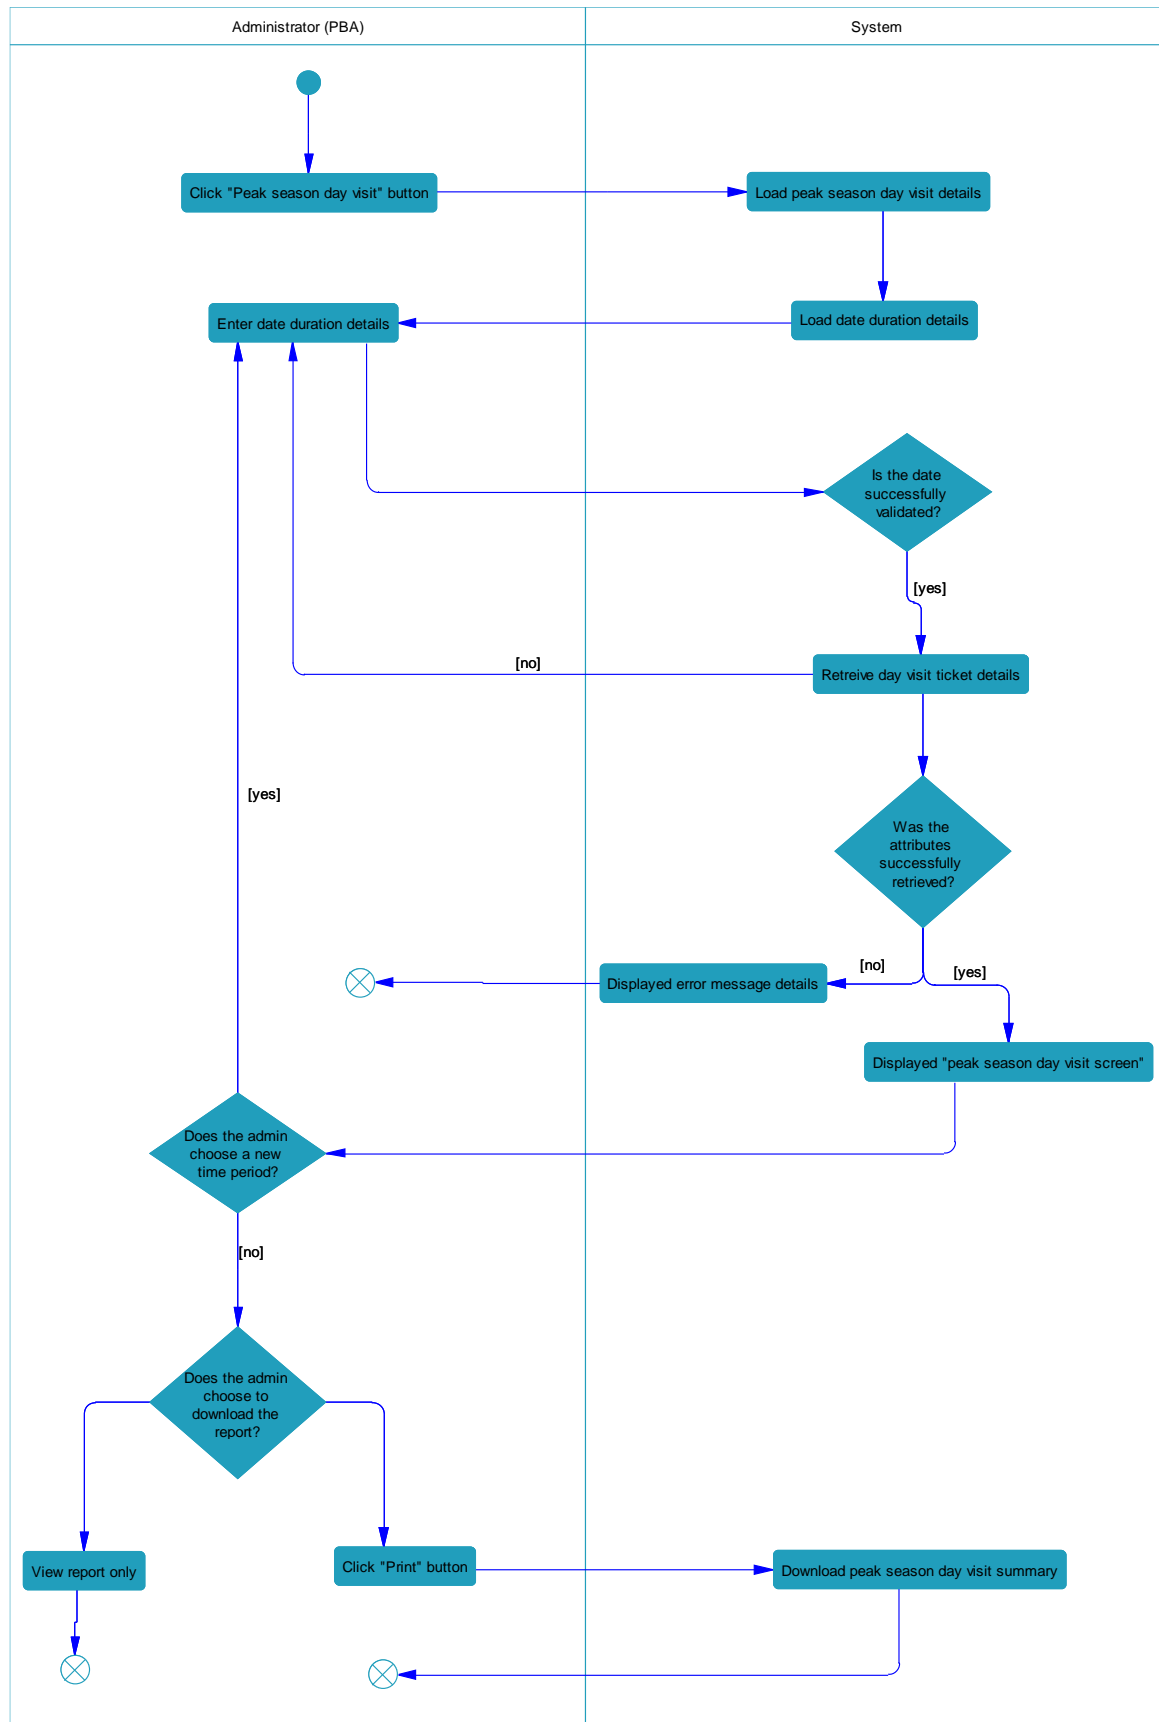 Administrator (PBA)
System
Click "Peak season day visit" button
Load peak season day visit details
Enter date duration details
Load date duration details
Is the date
successfully
validated?
[yes]
[no]
Retreive day visit ticket details
[yes]
Was the
attributes
successfully
retrieved?
[no]
[yes]
Displayed error message details
Displayed "peak season day visit screen"
Does the admin
choose a new
time period?
[no]
Does the admin
choose to
download the
report?
View report only
Click "Print" button
Download peak season day visit summary